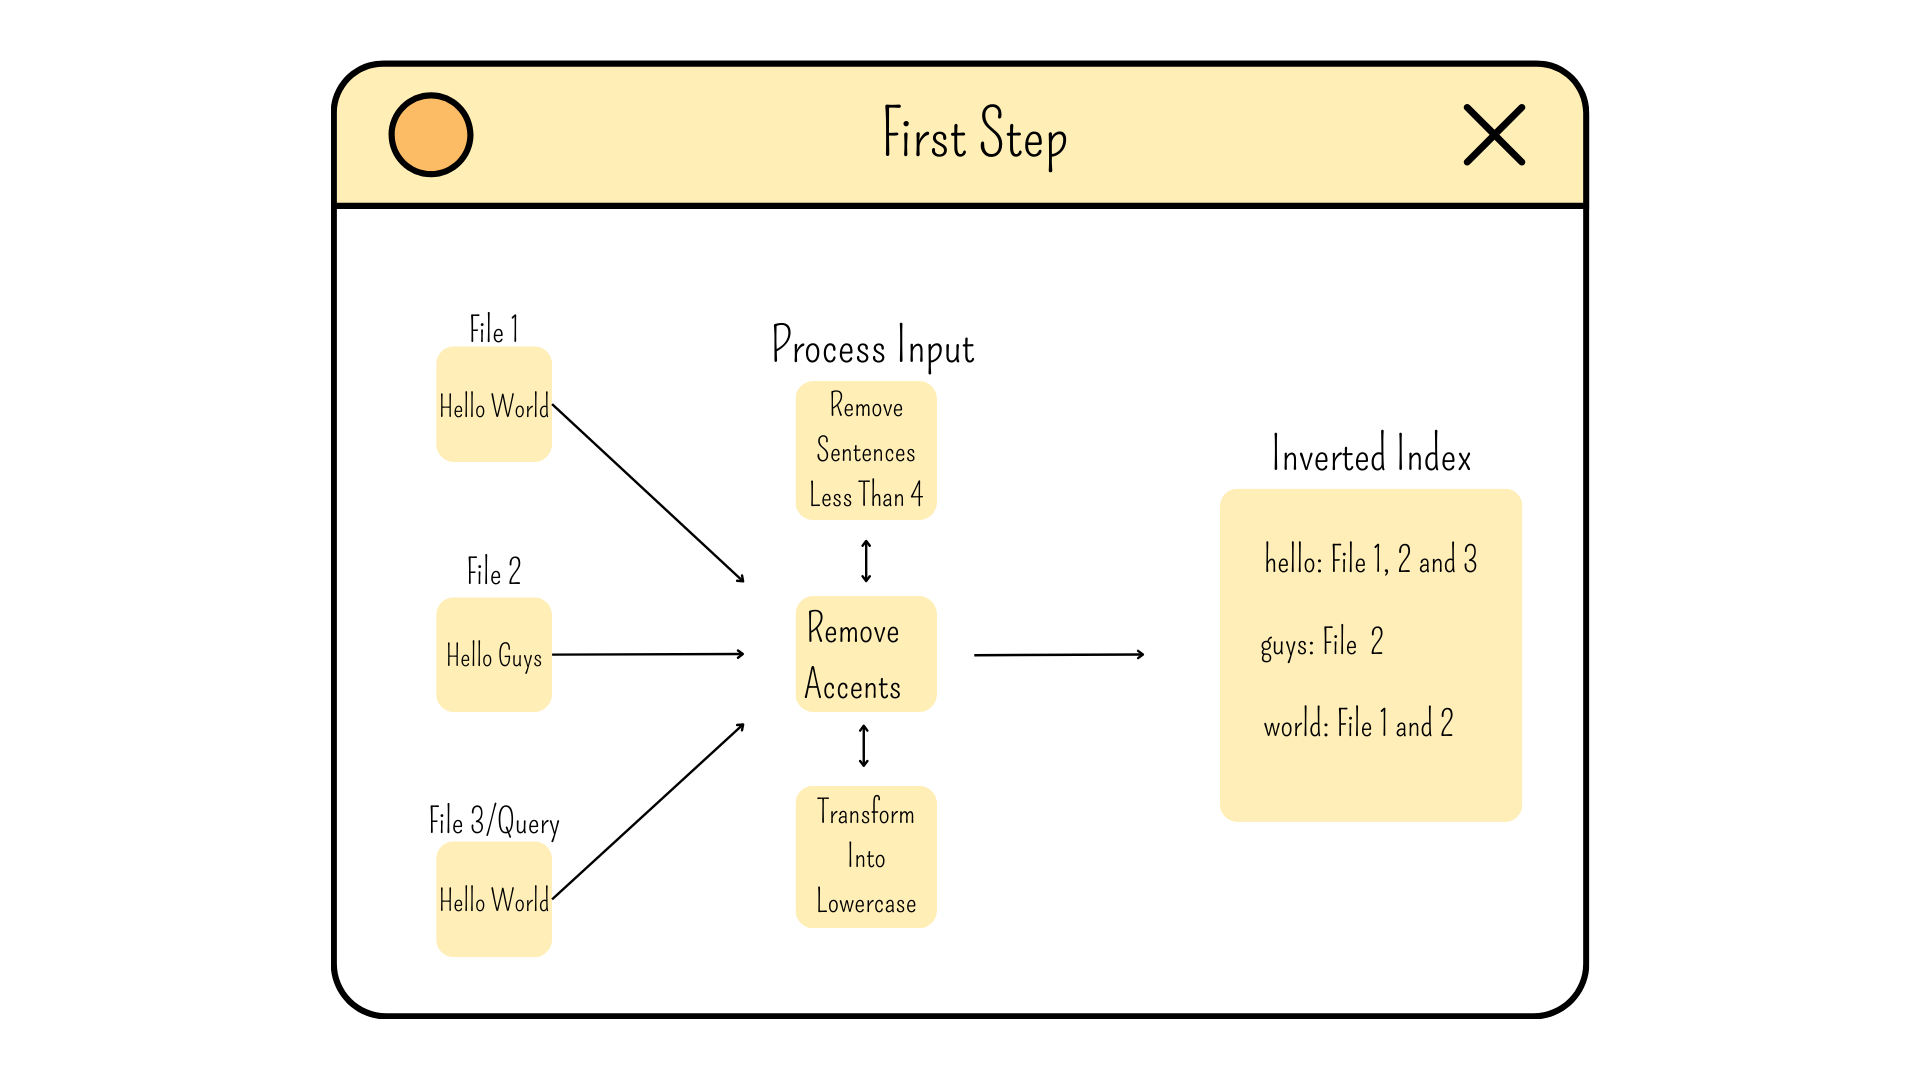 First Step
File 1
Hello World
File 2
Hello Guys
File 3/Query
Hello World
Process Input
Remove
Sentences
Less Than 4
Remove
Accents
Transform
Into
Lowercase
Inverted Index
hello: File 1, 2 and 3
guys: File 2
world: File 1 and 2